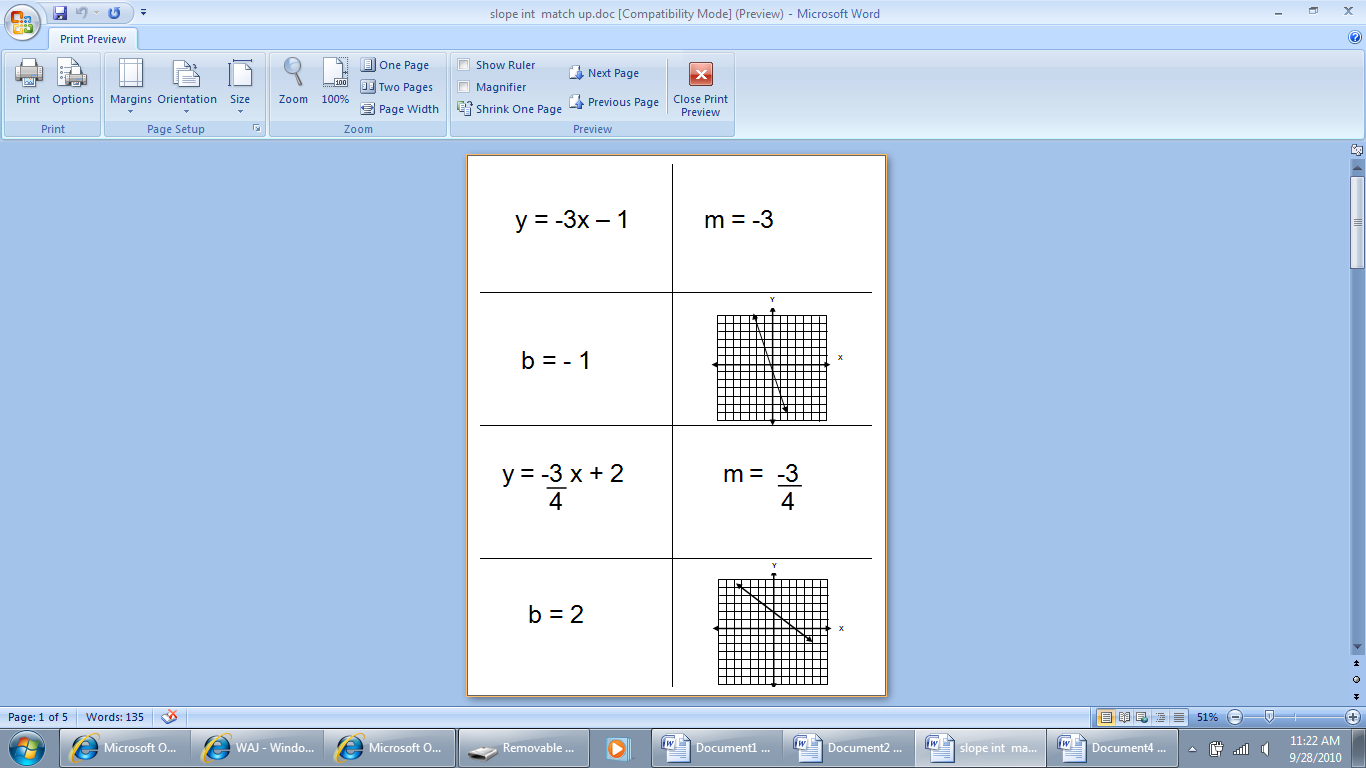 slope int  match up.doc [Compatibility Mode] (Preview) - Microsoft Word
Print Preview
Print
Options
Print
Margins
Orientation
Size
Page Setup
Zoom
100
100%
One Page
Two Pages
Page Width
Zoom
Show Ruler
Magnifier
Shrink One Page
Next Page
Previous Page
Close Print
Preview
Preview
y = -3x – 1
m = -3
b = - 1
Y
X
y = -3 x + 2
4
m = -3
4
b = 2
Y
X
Page: 1 of 5
Words: 135
51%
Microsoft O...
WAJ - Windo...
Microsoft O...
Removable ...
Document1 ...
Document2 ...
slope int  ma...
Document4 ...
11:22 AM
9/28/2010